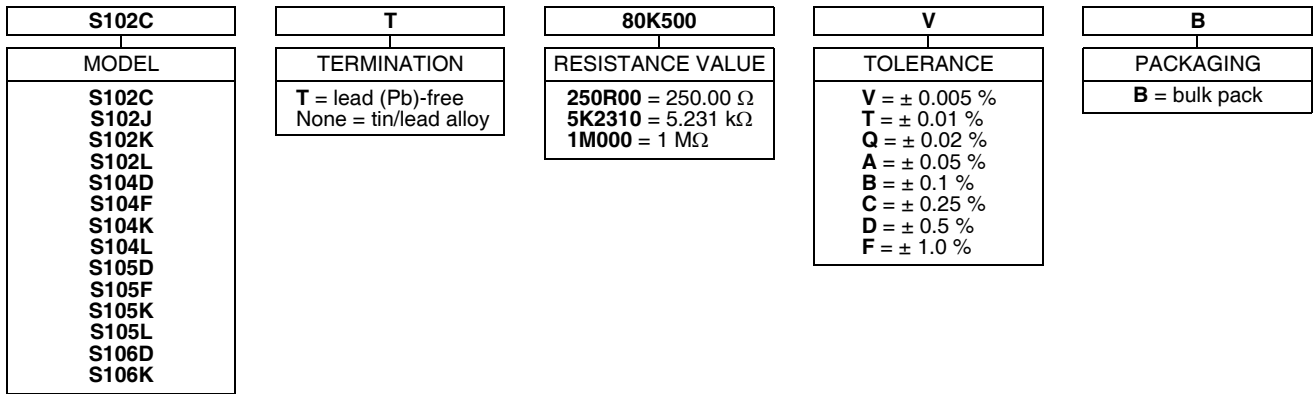 S102C
MODEL
S102C
S102J
S102K
S102L
S104D
S104F
S104K
S104L
S105D
S105F
S105K
S105L
S106D
S106K
T
TERMINATION
T = lead (Pb)-free
None = tin/lead alloy
80K500
RESISTANCE VALUE
250R00 = 250.00 Ω
5K2310 = 5.231 kΩ
1M000 = 1 MΩ
V
TOLERANCE
V = ± 0.005 %
T = ± 0.01 %
Q = ± 0.02 %
A = ± 0.05 %
B = ± 0.1 %
C = ± 0.25 %
D = ± 0.5 %
F = ± 1.0 %
B
PACKAGING
B = bulk pack